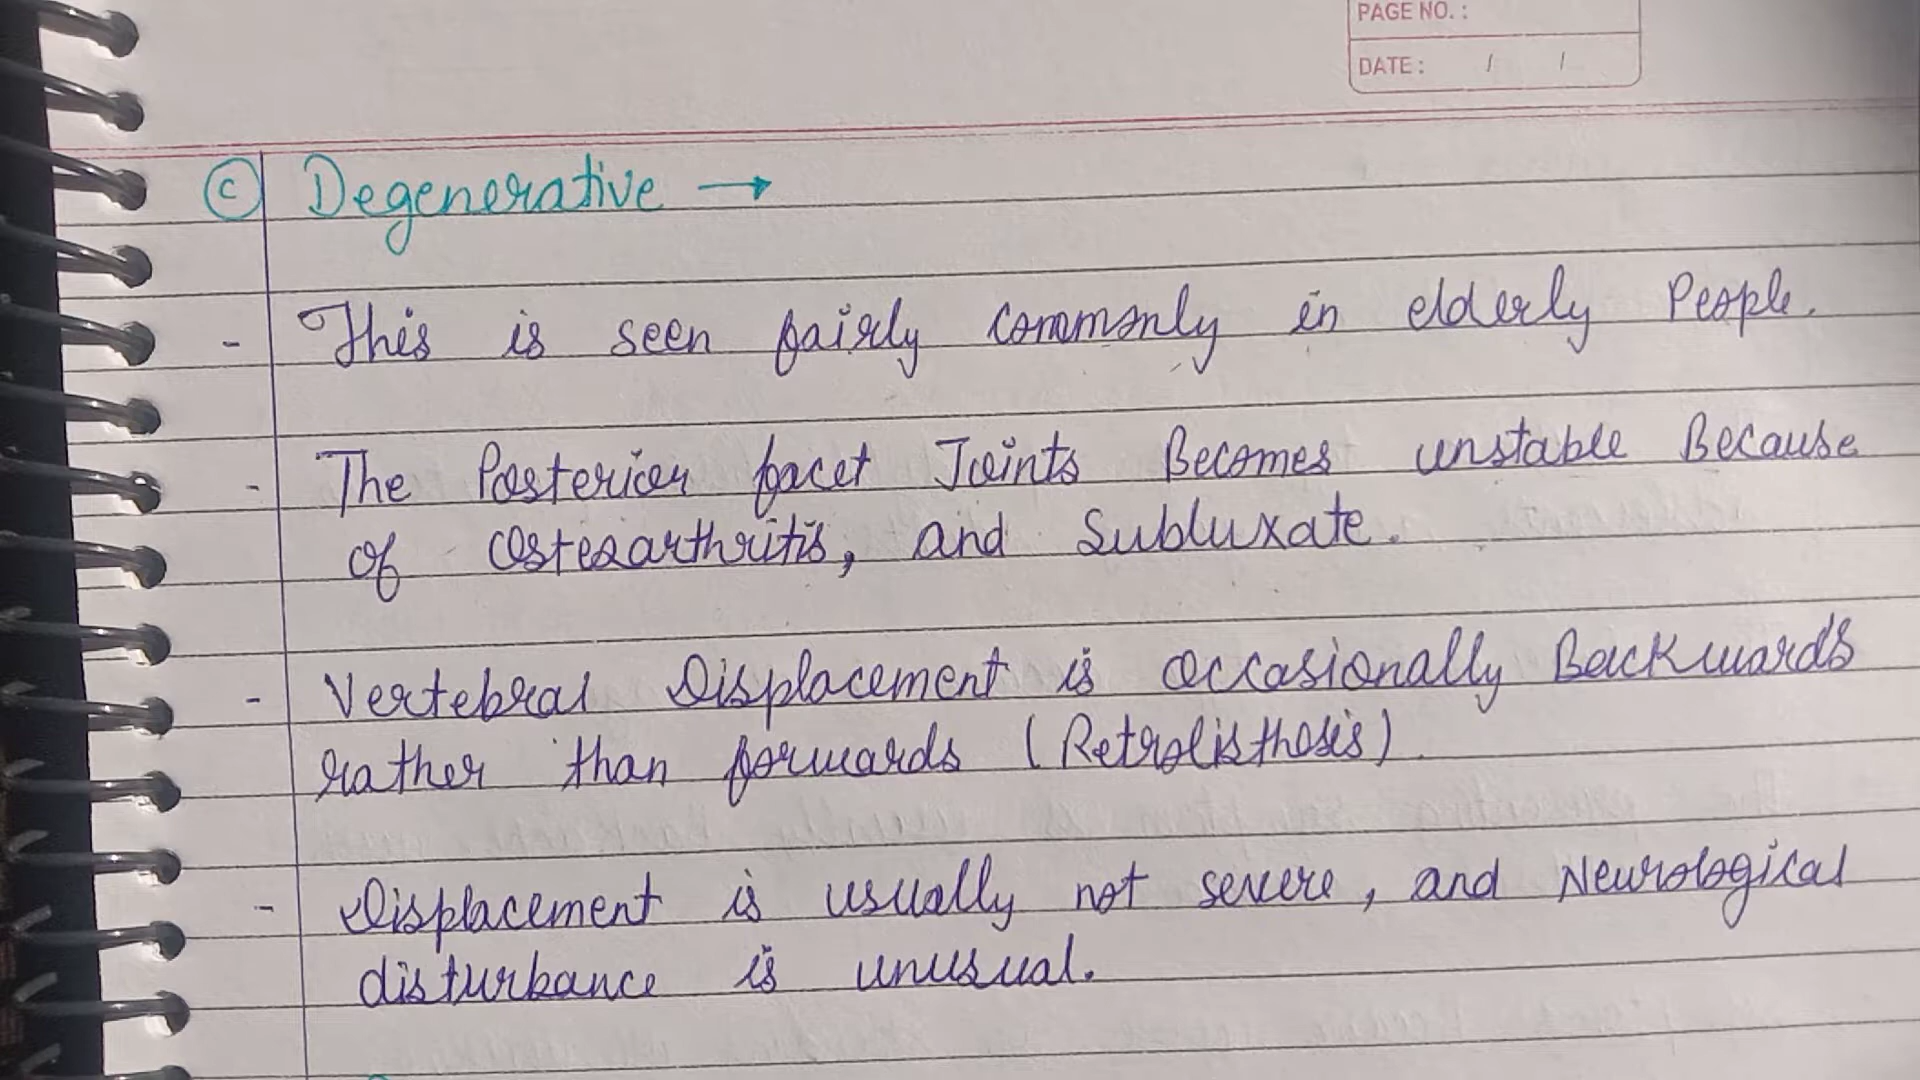 PAGE NO. :
DATE : / /
(C) Degenerative →
- This is seen fairly commonly in elderly People.
- The Posterior facet Joints Becomes unstable Because
of Osteoarthritis, and Subluxate.
- Vertebral Displacement is occasionally Backwards
rather than forwards (Retrolisthosis)
- Displacement is usually not severe, and Neurological
disturbance is unusual.